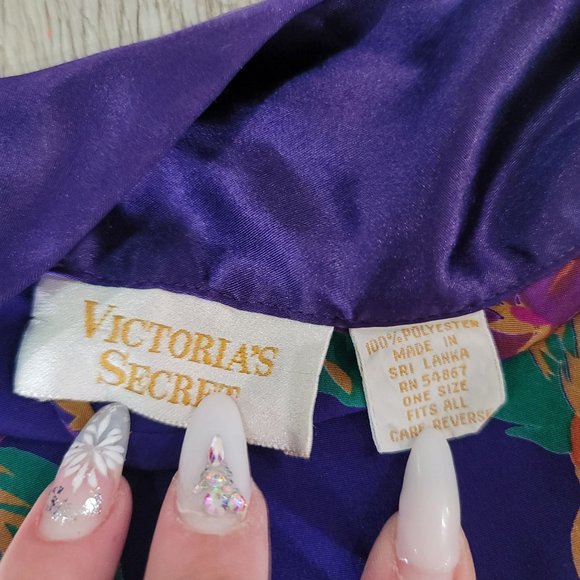 VICTORIA'S
SECRET
100% POLYESTER
MADE IN
SRI LANKA
RN 54867
ONE SIZE
FITS ALL
CARE REVERSE